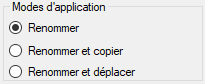 Modes d'application
Renommer
Renommer et copier
Renommer et déplacer